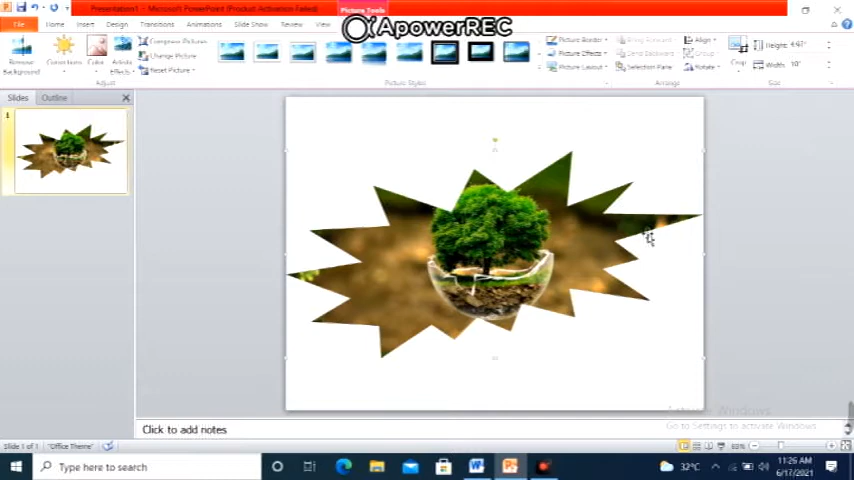 Presentation1 - Microsoft PowerPoint (Product Activation Failed)
Picture Tools
ApowerREC
File Home Insert Design Transitions Animations Slide Show Review View
Remove Background
Corrections
Color
Artistic Effects
Compress Pictures
Change Picture
Reset Picture
Adjust
Picture Styles
Picture Border
Picture Effects
Picture Layout
Bring Forward
Send Backward
Selection Pane
Align
Group
Rotate
Arrange
Crop
Height: 4.47"
Width: 10"
Size
Slides Outline
1
Activate Windows
Go to Settings to activate Windows.
Click to add notes
Slide 1 of 1 "Office Theme"
Type here to search
32°C
11:26 AM
6/17/2021